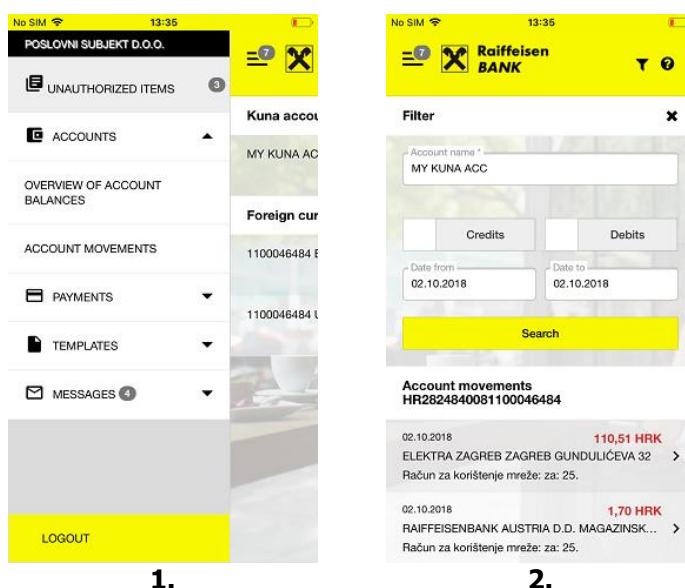 No SIM 13:35
POSLOVNI SUBJEKT D.O.O.
UNAUTHORIZED ITEMS 3
ACCOUNTS
OVERVIEW OF ACCOUNT
BALANCES
ACCOUNT MOVEMENTS
PAYMENTS
TEMPLATES
MESSAGES 4
LOGOUT
7
Kuna accou
MY KUNA AC
Foreign cur
1100046484 E
1100046484 U
1.
No SIM 13:35
7 Raiffeisen
BANK
Filter
Account name *
MY KUNA ACC
Credits Debits
Date from Date to
02.10.2018 02.10.2018
Search
Account movements
HR2824840081100046484
02.10.2018 110,51 HRK
ELEKTRA ZAGREB ZAGREB GUNDULIĆEVA 32
Račun za korištenje mreže: za: 25.
02.10.2018 1,70 HRK
RAIFFEISENBANK AUSTRIA D.D. MAGAZINSK...
Račun za korištenje mreže: za: 25.
2.